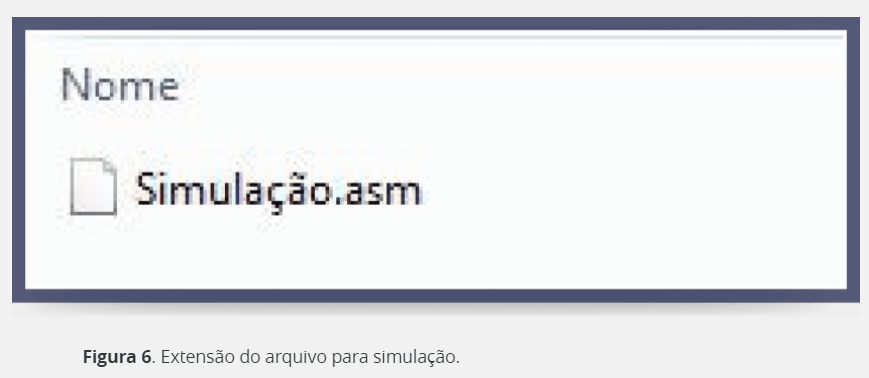 Nome
Simulação.asm
Figura 6. Extensão do arquivo para simulação.